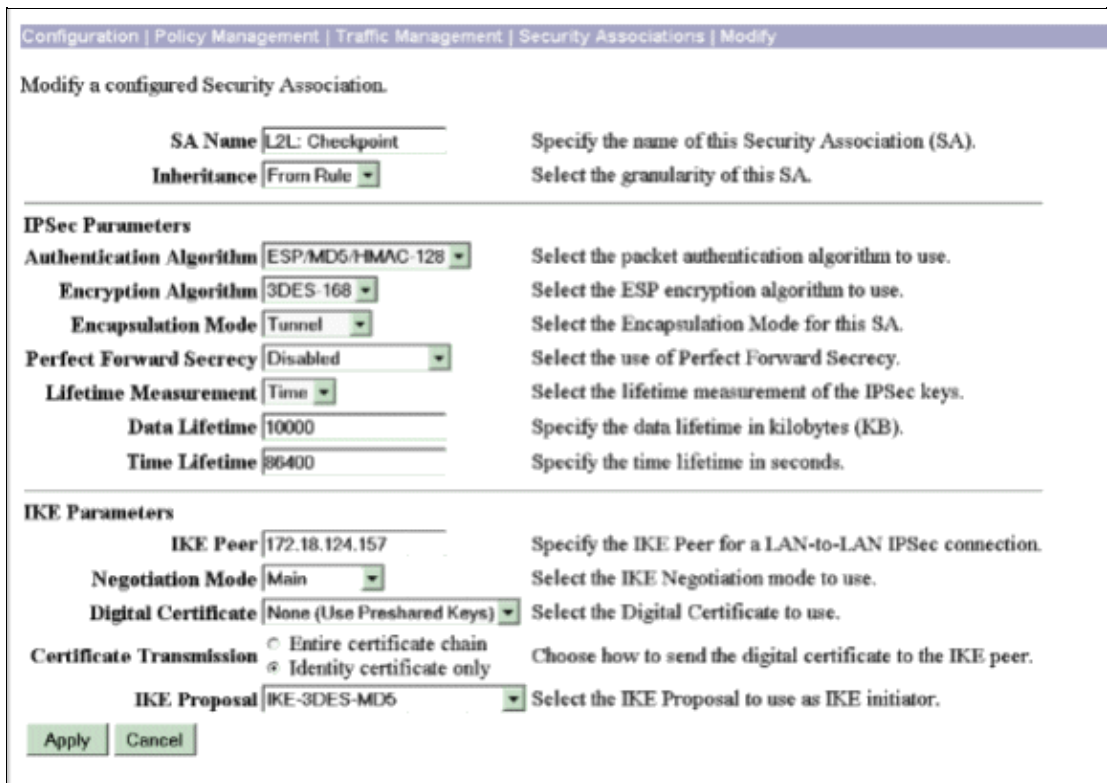 Configuration | Policy Management | Traffic Management | Security Associations | Modify
Modify a configured Security Association.
SA Name L2L: Checkpoint Specify the name of this Security Association (SA).
Inheritance From Rule Select the granularity of this SA.
IPSec Parameters
Authentication Algorithm ESP/MD5/HMAC-128 Select the packet authentication algorithm to use.
Encryption Algorithm 3DES-168 Select the ESP encryption algorithm to use.
Encapsulation Mode Tunnel Select the Encapsulation Mode for this SA.
Perfect Forward Secrecy Disabled Select the use of Perfect Forward Secrecy.
Lifetime Measurement Time Select the lifetime measurement of the IPSec keys.
Data Lifetime 10000 Specify the data lifetime in kilobytes (KB).
Time Lifetime 86400 Specify the time lifetime in seconds.
IKE Parameters
IKE Peer 172.18.124.157 Specify the IKE Peer for a LAN-to-LAN IPSec connection.
Negotiation Mode Main Select the IKE Negotiation mode to use.
Digital Certificate None (Use Preshared Keys) Select the Digital Certificate to use.
Certificate Transmission Entire certificate chain
Identity certificate only Choose how to send the digital certificate to the IKE peer.
IKE Proposal IKE-3DES-MD5 Select the IKE Proposal to use as IKE initiator.
Apply Cancel